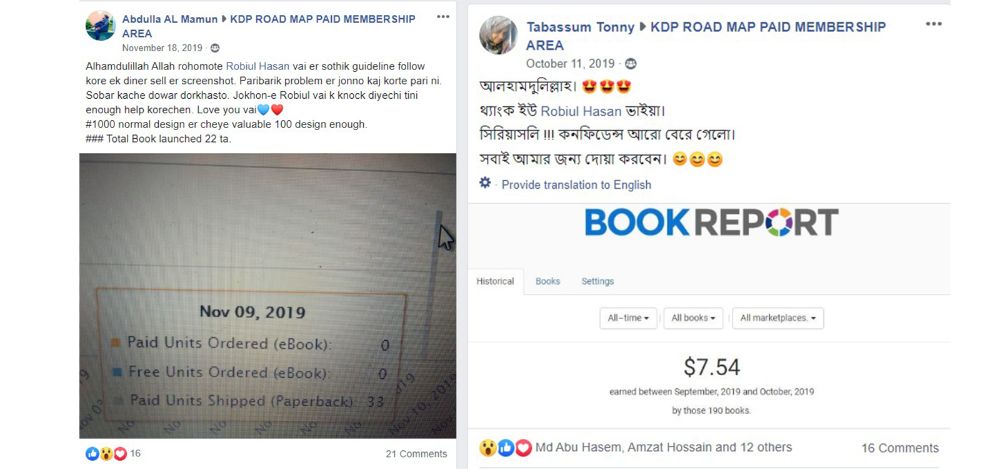 Abdulla AL Mamun ▶ KDP ROAD MAP PAID MEMBERSHIP
AREA
November 18, 2019 ·
Alhamdulillah Allah rohomote Robiul Hasan vai er sothik guideline follow
kore ek diner sell er screenshot. Paribarik problem er jonno kaj korte pari ni.
Sobar kache dowar dorkhasto. Jokhon-e Robiul vai k knock diyechi tini
enough help korechen. Love you vai💙❤️
#1000 normal design er cheye valuable 100 design enough.
### Total Book launched 22 ta.
Nov 09, 2019
Paid Units Ordered (eBook): 0
Free Units Ordered (eBook): 0
Paid Units Shipped (Paperback) 33
16
21 Comments
Tabassum Tonny ▶ KDP ROAD MAP PAID MEMBERSHIP
AREA
October 11, 2019 ·
আলহামদুলিল্লাহ। 😍😍😍
থ্যাংক ইউ Robiul Hasan ভাইয়া।
সিরিয়াসলি !!! কনফিডেন্স আরো বেরে গেলো।
সবাই আমার জন্য দোয়া করবেন। 😊😊😊
· Provide translation to English
BOOKREPORT
Historical Books Settings
All-time All books All marketplaces.
$7.54
earned between September, 2019 and October, 2019
by those 190 books.
Md Abu Hasem, Amzat Hossain and 12 others
16 Comments